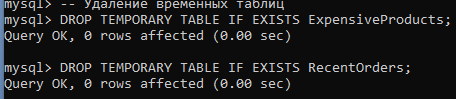 mysql> -- Удаление временных таблиц
mysql> DROP TEMPORARY TABLE IF EXISTS ExpensiveProducts;
Query OK, 0 rows affected (0.00 sec)
mysql> DROP TEMPORARY TABLE IF EXISTS RecentOrders;
Query OK, 0 rows affected (0.00 sec)